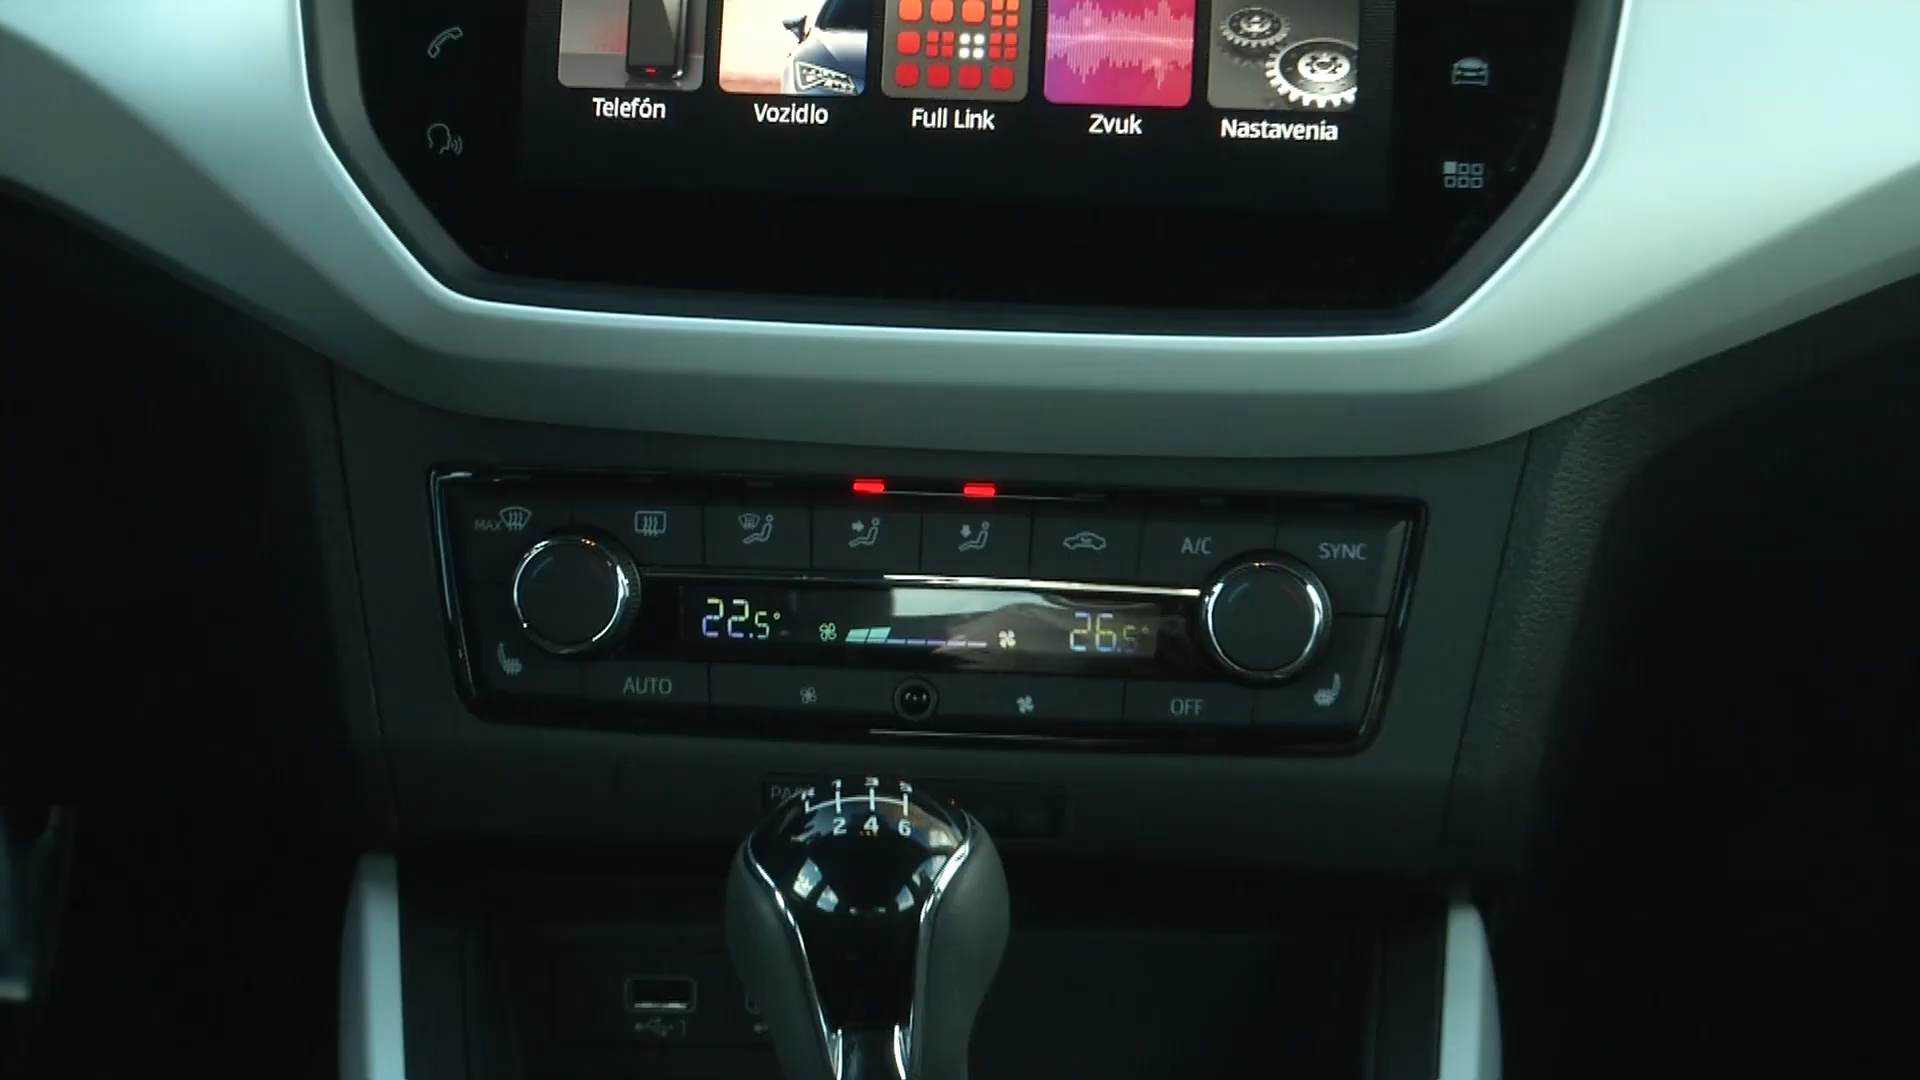 Telefón
Vozidlo
Full Link
Zvuk
Nastavenia
MAX
A/C
SYNC
22.5°
26.5°
AUTO
OFF
1 3 5
2 4 6
1